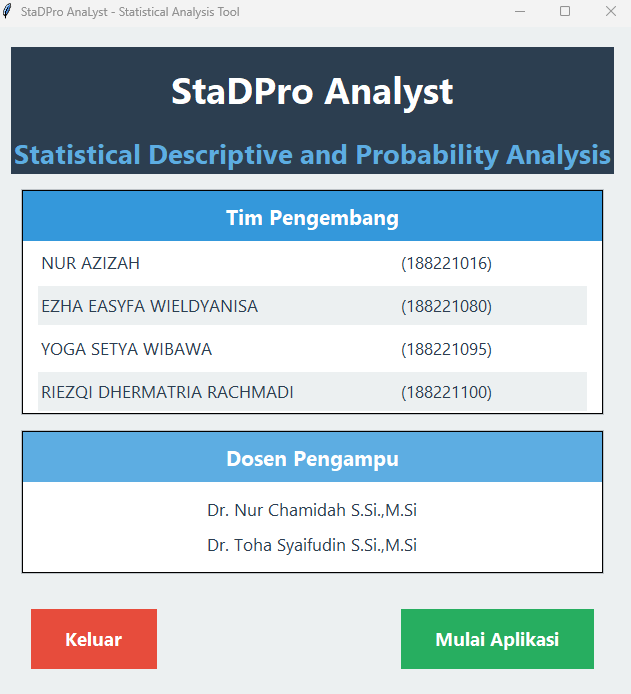 StaDPro AnaLyst - Statistical Analysis Tool
StaDPro Analyst
Statistical Descriptive and Probability Analysis
Tim Pengembang
NUR AZIZAH (188221016)
EZHA EASYFA WIELDYANISA (188221080)
YOGA SETYA WIBAWA (188221095)
RIEZQI DHERMATRIA RACHMADI (188221100)
Dosen Pengampu
Dr. Nur Chamidah S.Si.,M.Si
Dr. Toha Syaifudin S.Si.,M.Si
Keluar Mulai Aplikasi